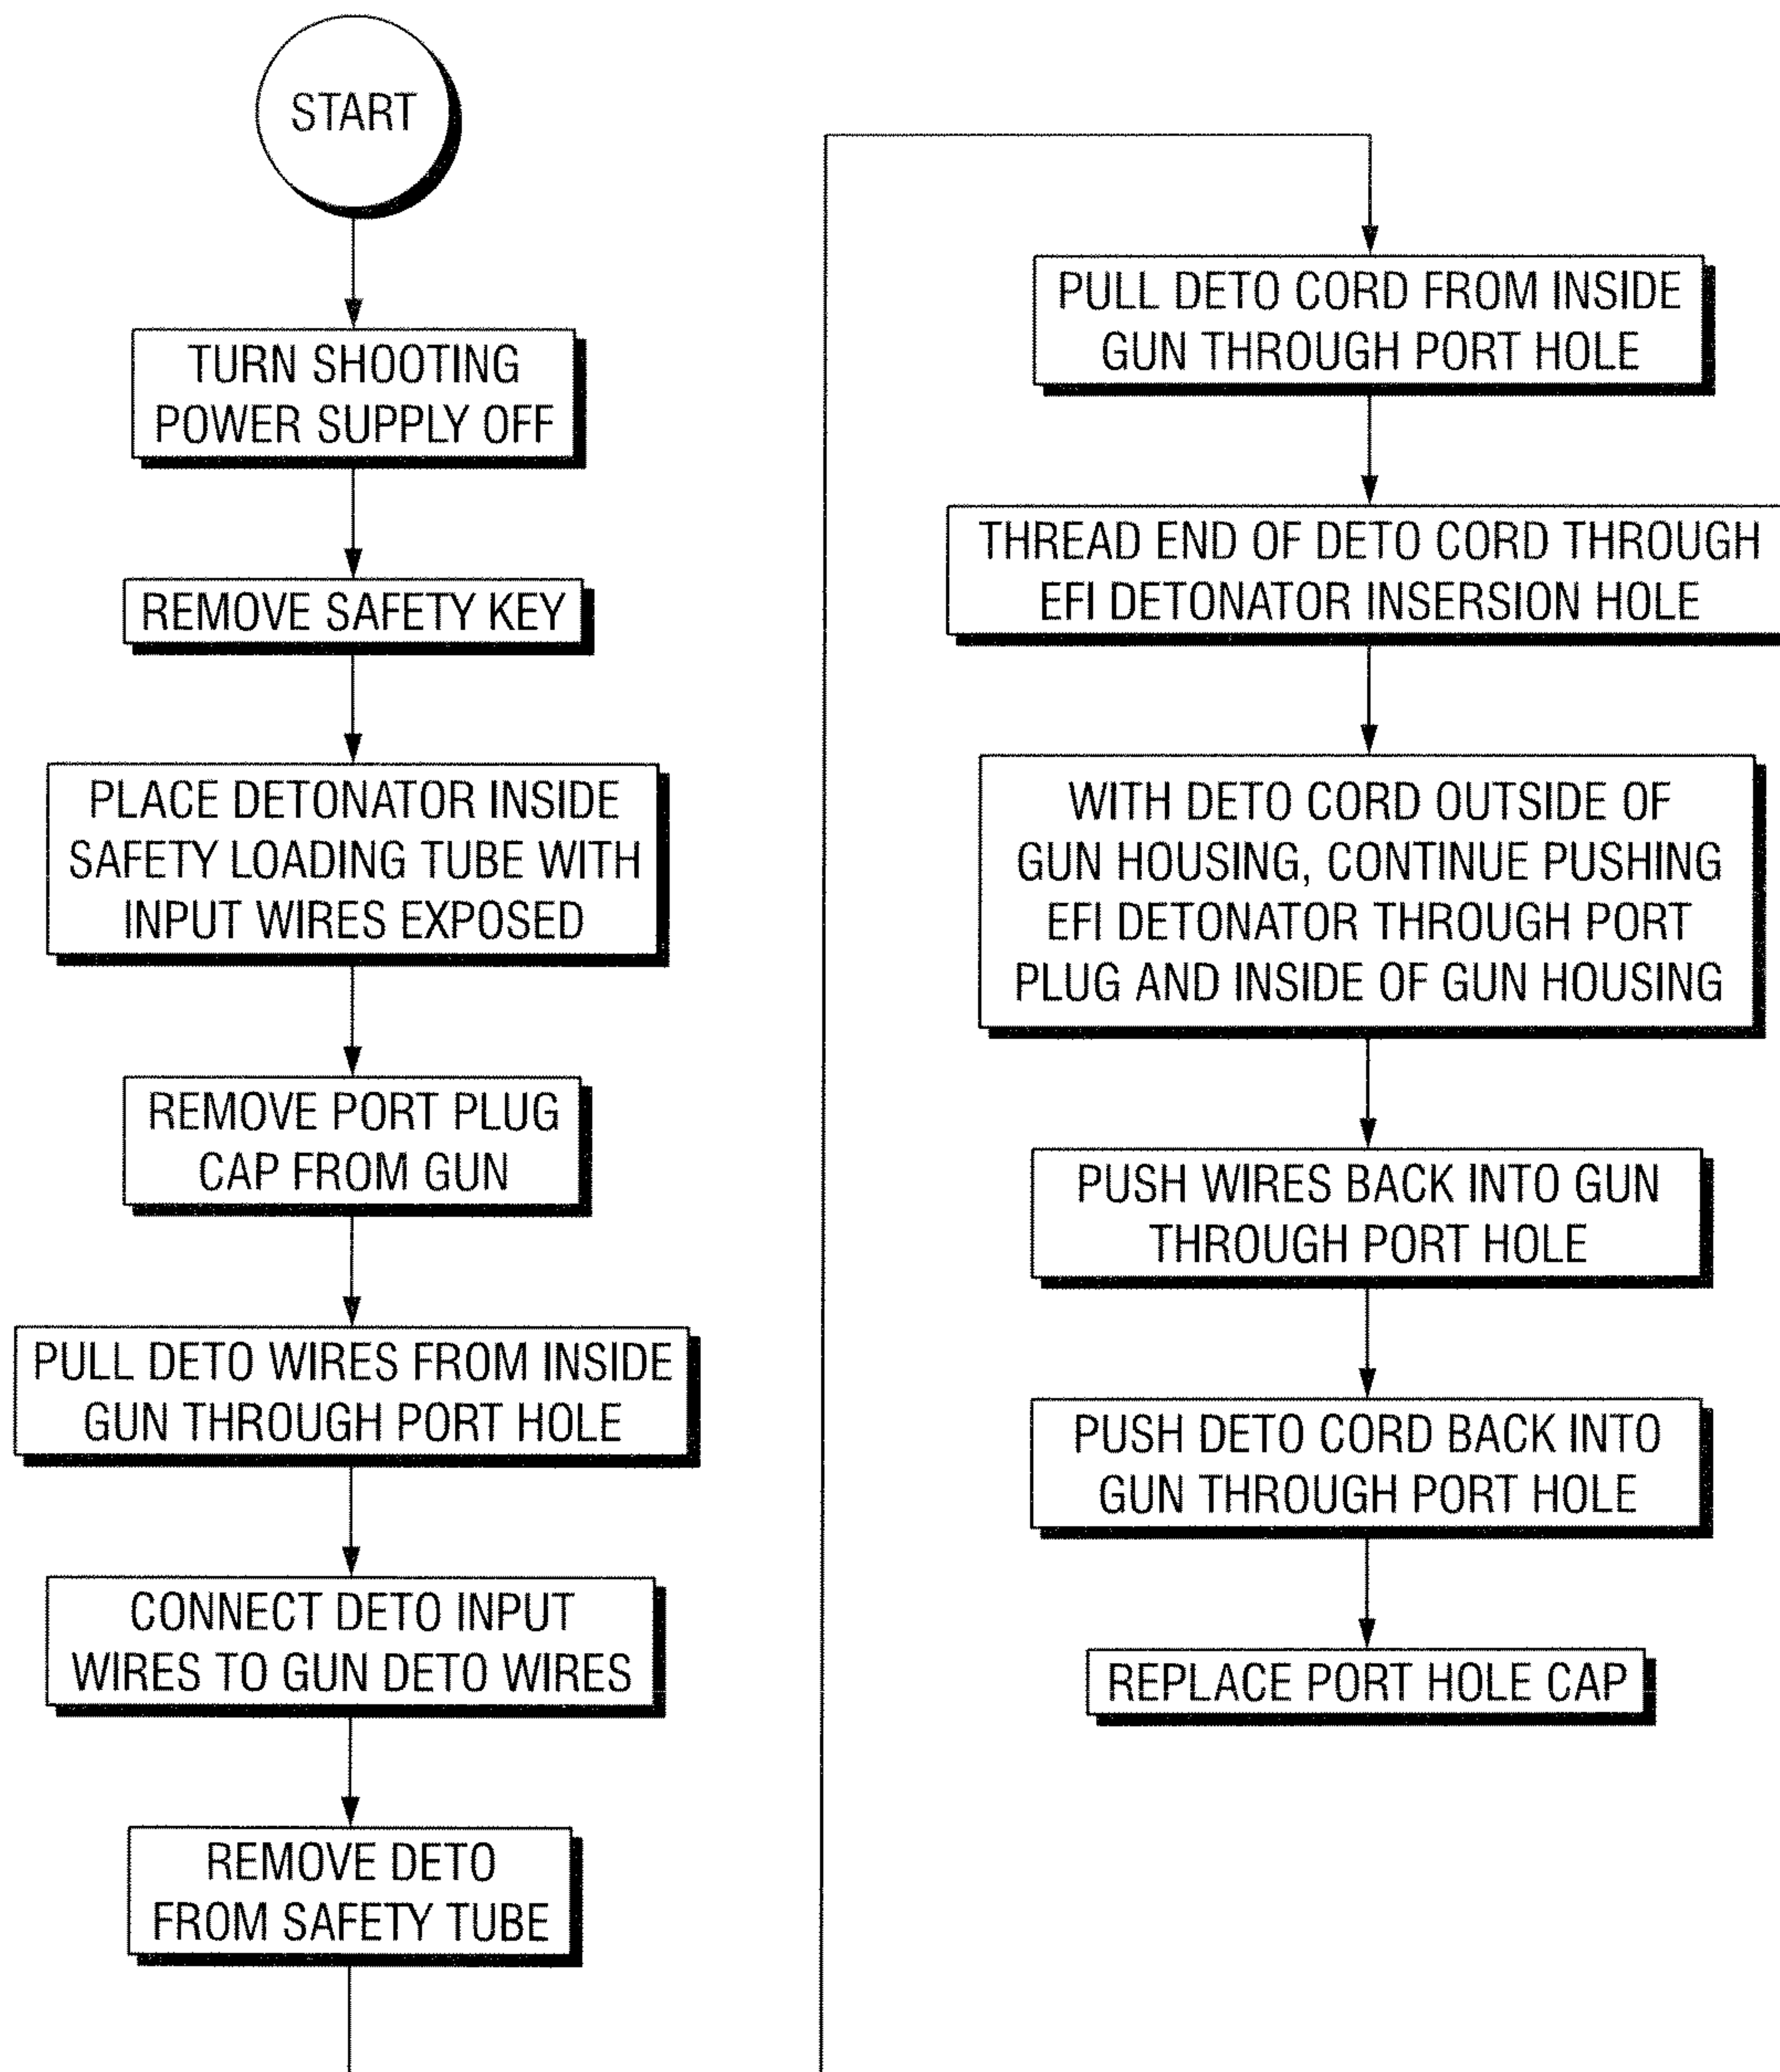 START
TURN SHOOTING
POWER SUPPLY OFF
REMOVE SAFETY KEY
PLACE DETONATOR INSIDE
SAFETY LOADING TUBE WITH
INPUT WIRES EXPOSED
REMOVE PORT PLUG
CAP FROM GUN
PULL DETO WIRES FROM INSIDE
GUN THROUGH PORT HOLE
CONNECT DETO INPUT
WIRES TO GUN DETO WIRES
REMOVE DETO
FROM SAFETY TUBE
PULL DETO CORD FROM INSIDE
GUN THROUGH PORT HOLE
THREAD END OF DETO CORD THROUGH
EFI DETONATOR INSERSION HOLE
WITH DETO CORD OUTSIDE OF
GUN HOUSING, CONTINUE PUSHING
EFI DETONATOR THROUGH PORT
PLUG AND INSIDE OF GUN HOUSING
PUSH WIRES BACK INTO GUN
THROUGH PORT HOLE
PUSH DETO CORD BACK INTO
GUN THROUGH PORT HOLE
REPLACE PORT HOLE CAP